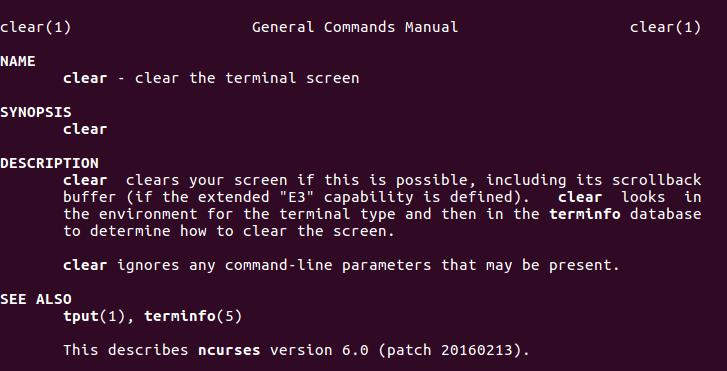 clear(1) General Commands Manual clear(1)
NAME
clear - clear the terminal screen
SYNOPSIS
clear
DESCRIPTION
clear clears your screen if this is possible, including its scrollback
buffer (if the extended "E3" capability is defined). clear looks in
the environment for the terminal type and then in the terminfo database
to determine how to clear the screen.
clear ignores any command-line parameters that may be present.
SEE ALSO
tput(1), terminfo(5)
This describes ncurses version 6.0 (patch 20160213).